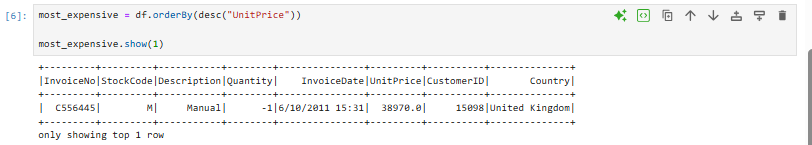 [6]: most_expensive = df.orderBy(desc("UnitPrice"))
most_expensive.show(1)
+---------+---------+-----------+--------+---------------+---------+----------+--------------+
|InvoiceNo|StockCode|Description|Quantity|    InvoiceDate|UnitPrice|CustomerID|       Country|
+---------+---------+-----------+--------+---------------+---------+----------+--------------+
|  C556445|        M|     Manual|      -1|6/10/2011 15:31|  38970.0|     15098|United Kingdom|
+---------+---------+-----------+--------+---------------+---------+----------+--------------+
only showing top 1 row